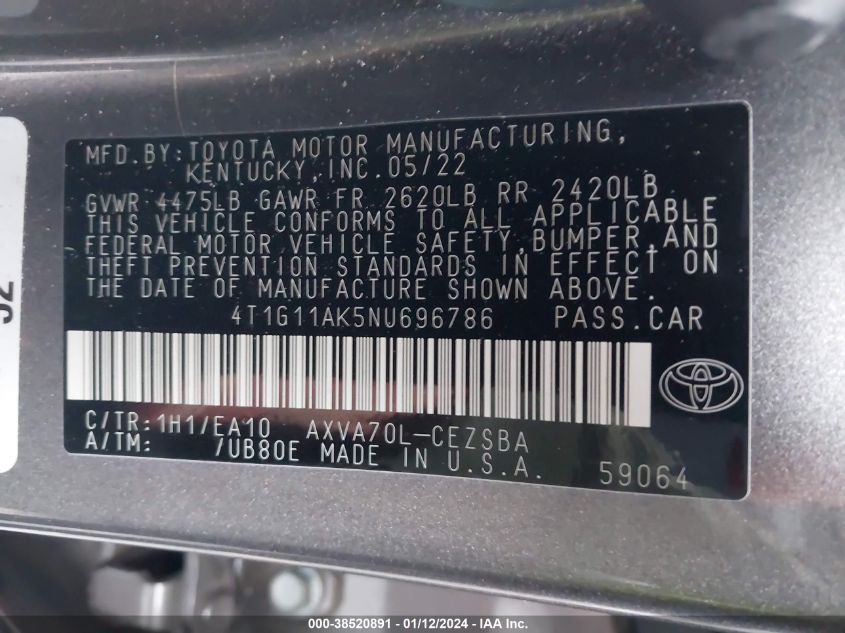 MFD. BY: TOYOTA MOTOR MANUFACTURING,
KENTUCKY, INC. 05/22
GVWR 4475LB GAWR FR 2620LB RR 2420LB
THIS VEHICLE CONFORMS TO ALL APPLICABLE
FEDERAL MOTOR VEHICLE SAFETY, BUMPER, AND
THEFT PREVENTION STANDARDS IN EFFECT ON
THE DATE OF MANUFACTURE SHOWN ABOVE.
4T1G11AK5NU696786 PASS. CAR
C/TR: 1H1/EA10 AXVA70L-CEZSBA
A/TM: /UB80E MADE IN U.S.A. 59064
000-38520891 - 01/12/2024 - IAA Inc.